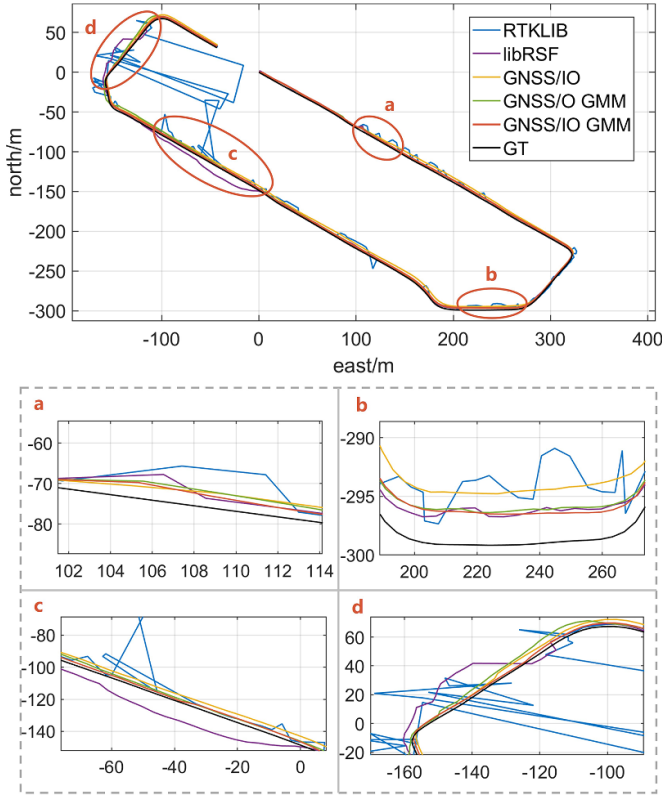 50
0
-50
-100
-150
-200
-250
-300
north/m
-100
0
100
200
300
400
east/m
d
a
c
b
RTKLIB
libRSF
GNSS/IO
GNSS/O GMM
GNSS/IO GMM
GT
a
-60
-70
-80
102 104 106 108 110 112 114
b
-290
-295
-300
200 220 240 260
c
-80
-100
-120
-140
-60 -40 -20 0
d
60
40
20
0
-20
-160 -140 -120 -100